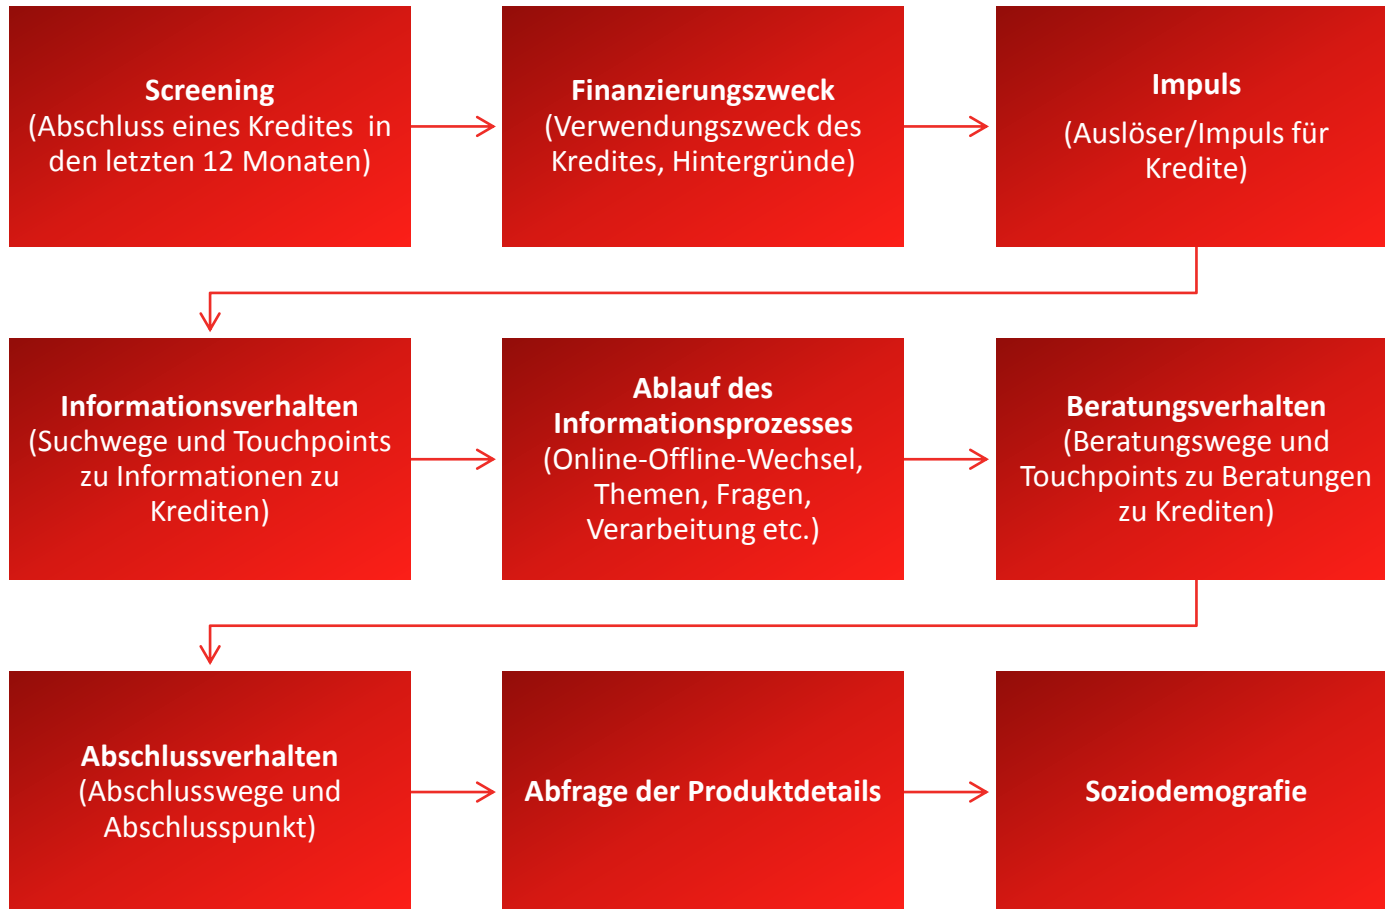 Screening
(Abschluss eines Kredites in
den letzten 12 Monaten)
Finanzierungszweck
(Verwendungszweck des
Kredites, Hintergründe)
Impuls
(Auslöser/Impuls für
Kredite)
Informationsverhalten
(Suchwege und Touchpoints
zu Informationen zu
Krediten)
Ablauf des
Informationsprozesses
(Online-Offline-Wechsel,
Themen, Fragen,
Verarbeitung etc.)
Beratungsverhalten
(Beratungswege und
Touchpoints zu Beratungen
zu Krediten)
Abschlussverhalten
(Abschlusswege und
Abschlusspunkt)
Abfrage der Produktdetails
Soziodemografie